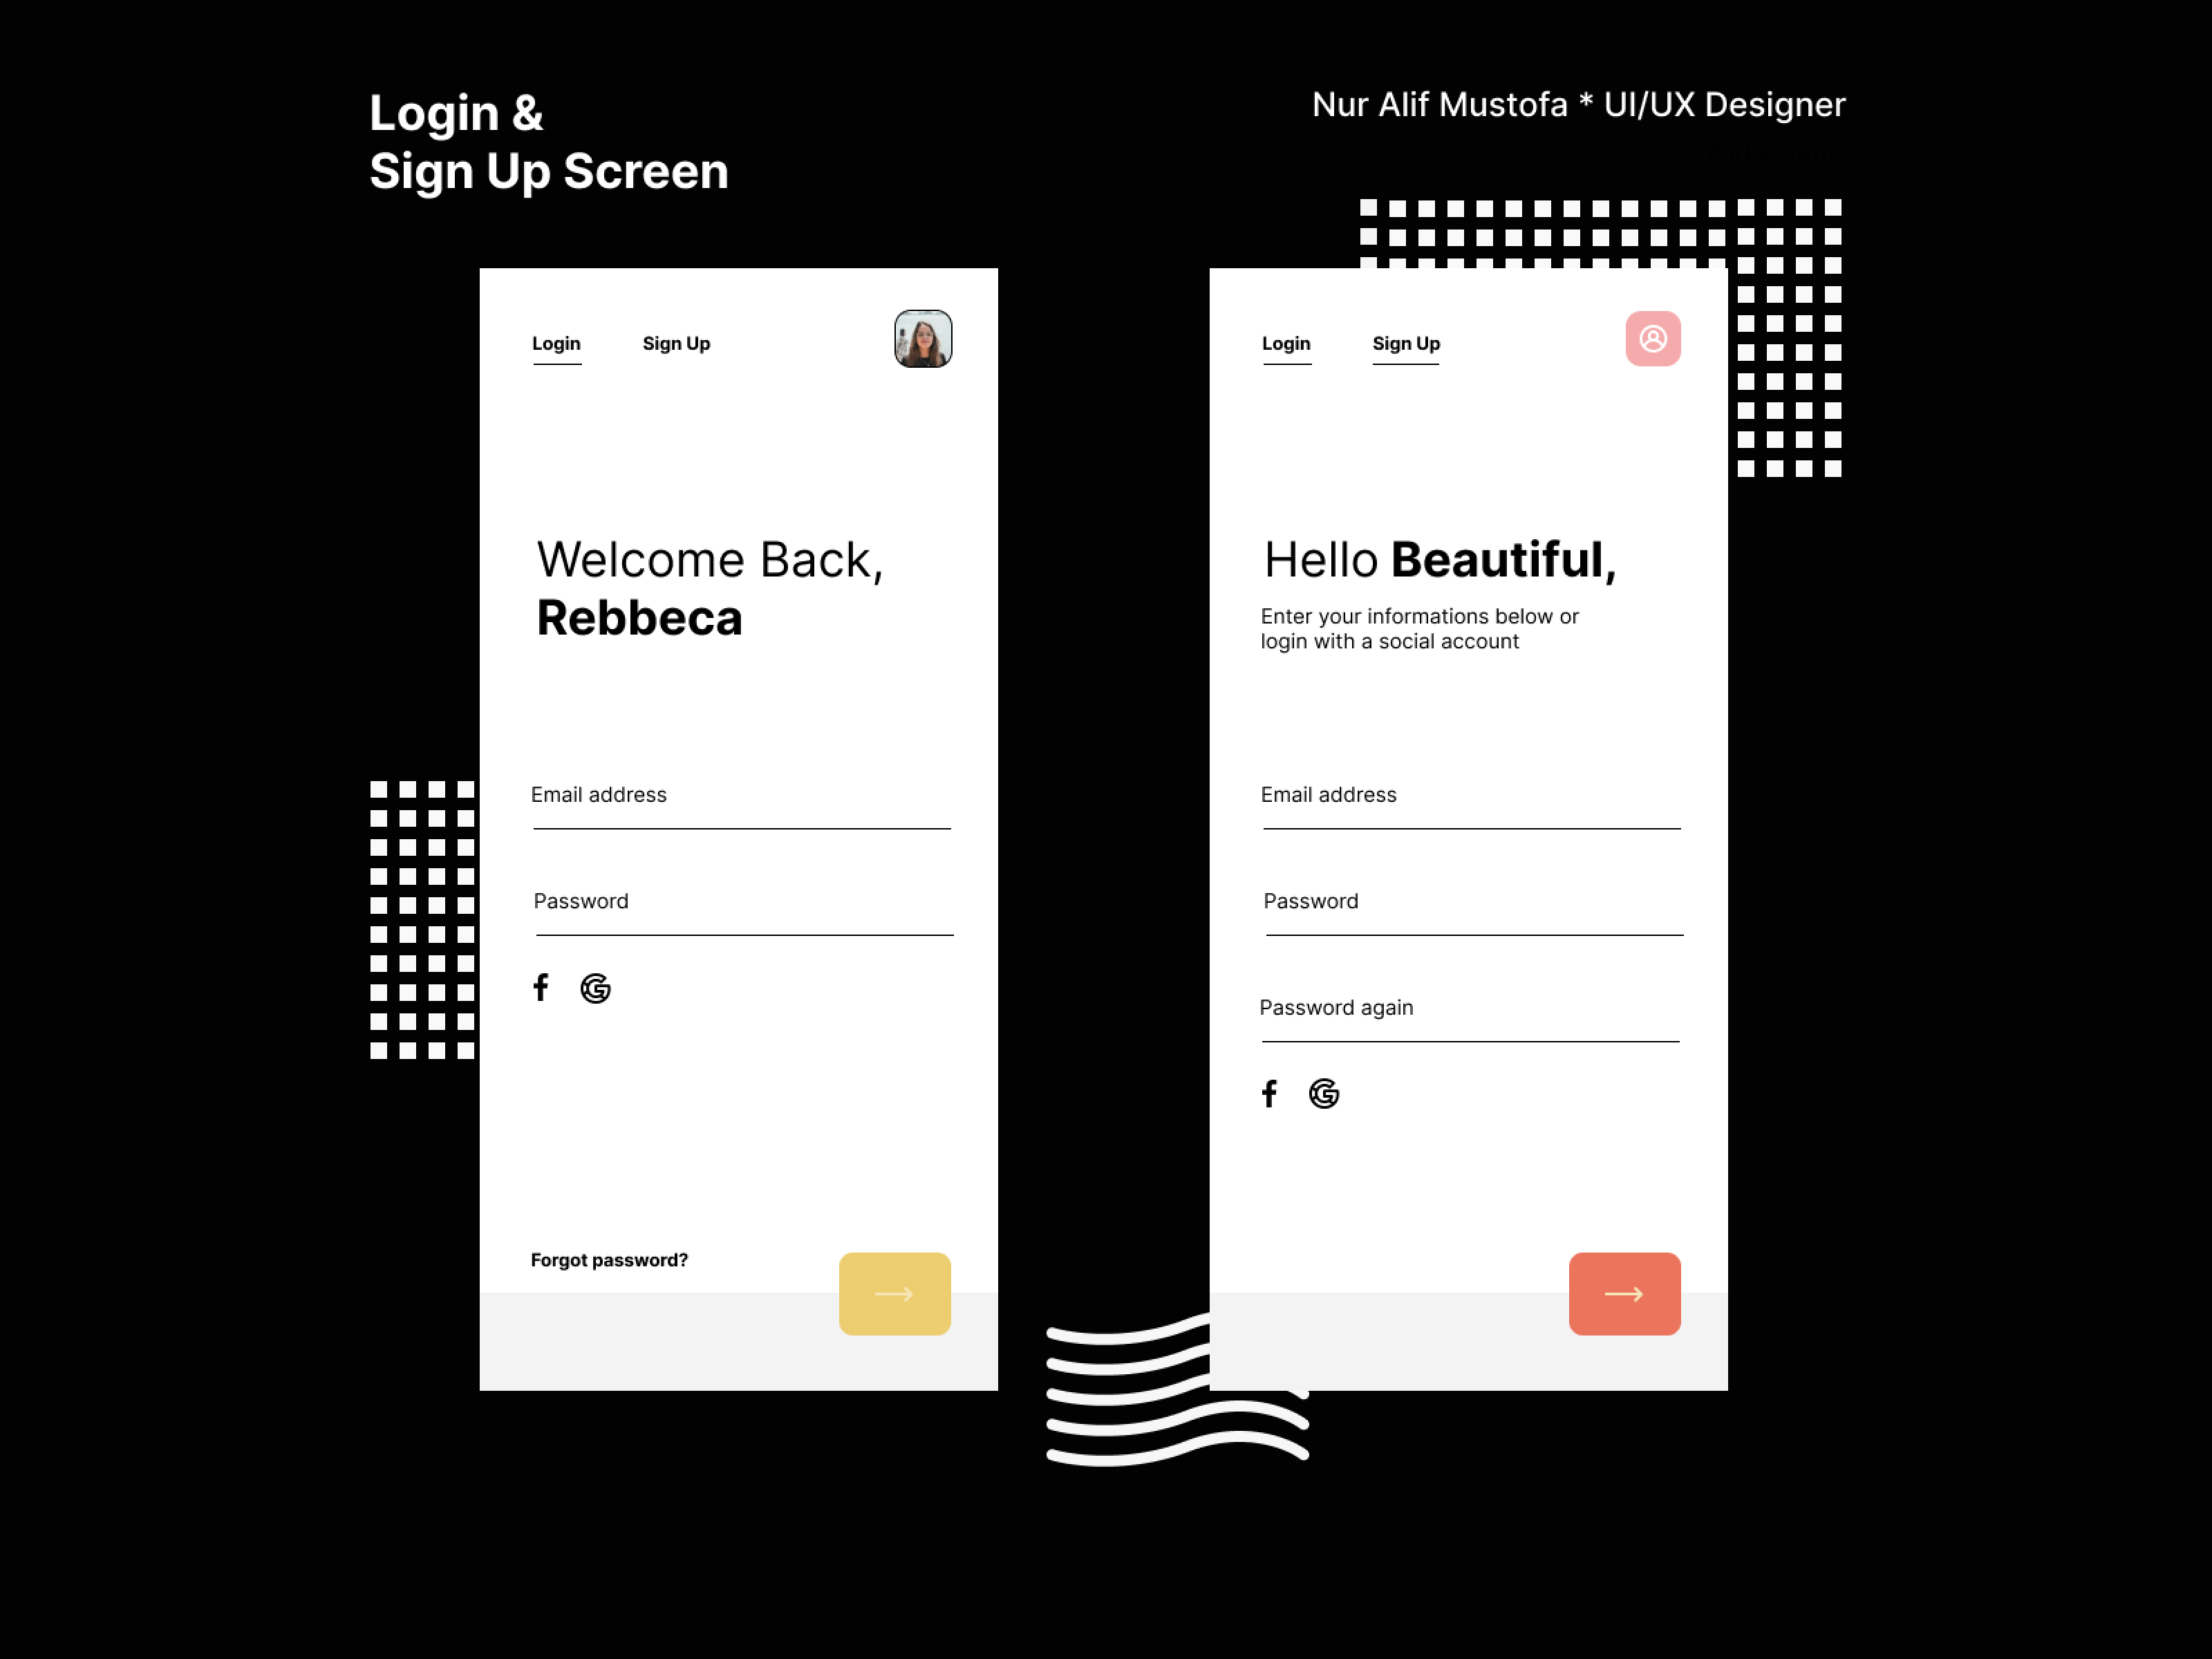 Login &
Sign Up Screen
Nur Alif Mustofa * UI/UX Designer
Login
Sign Up
Welcome Back,
Rebbeca
Email address
Password
Forgot password?
Login
Sign Up
Hello Beautiful,
Enter your informations below or
login with a social account
Email address
Password
Password again